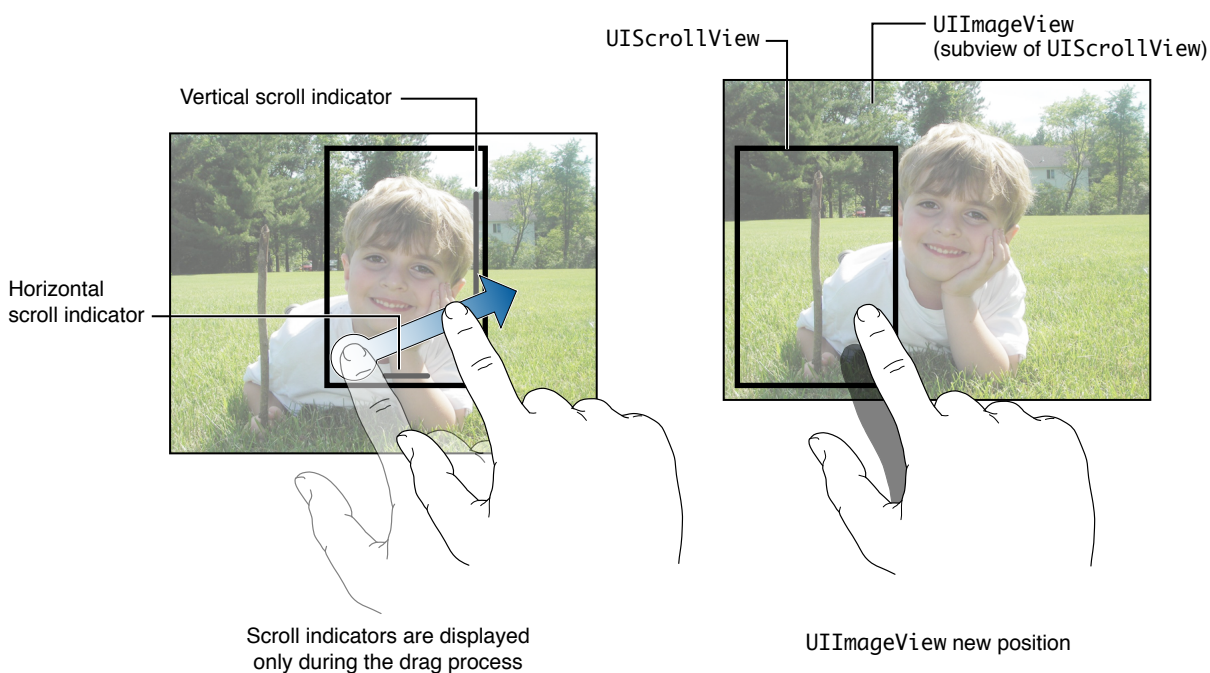 UIScrollView
UIImageView
(subview of UIScrollView)
Vertical scroll indicator
Horizontal
scroll indicator
Scroll indicators are displayed
only during the drag process
UIImageView new position